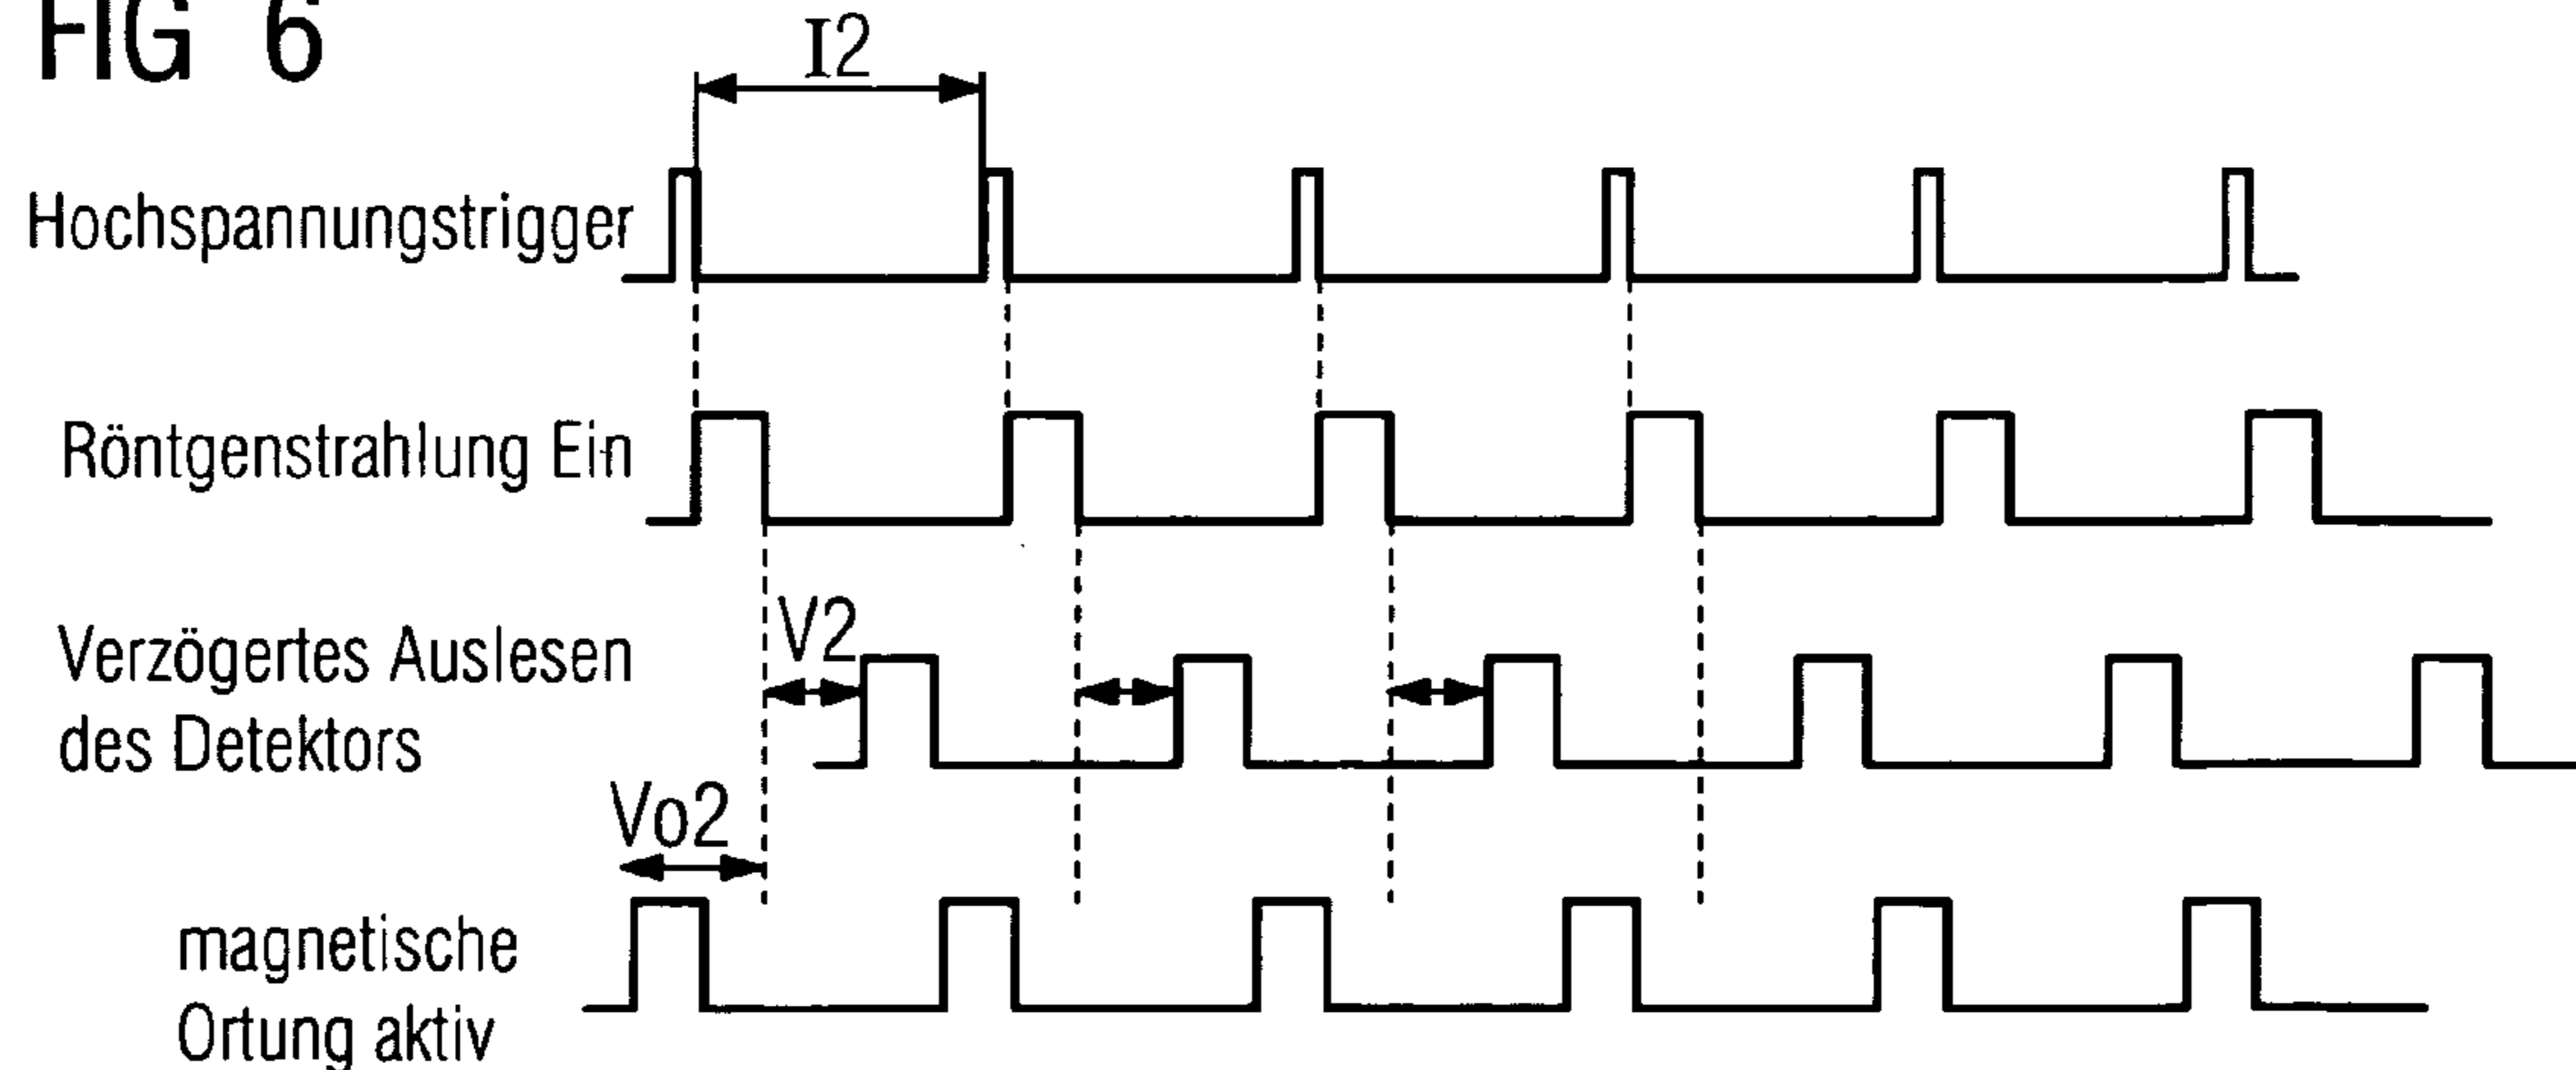 FIG 6
I2
Hochspannungstrigger
Röntgenstrahlung Ein
V2
Verzögertes Auslesen
des Detektors
Vo2
magnetische
Ortung aktiv